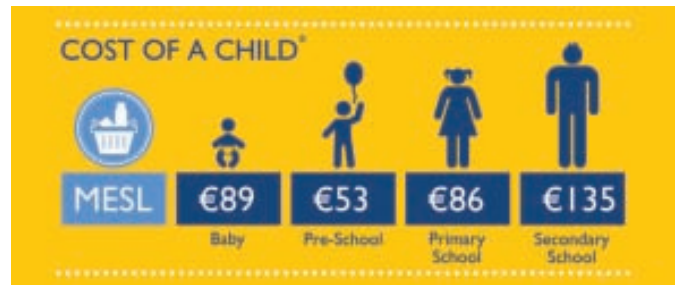 COST OF A CHILD*
MESL €89 €53 €86 €135
Baby Pre-School Primary School Secondary School